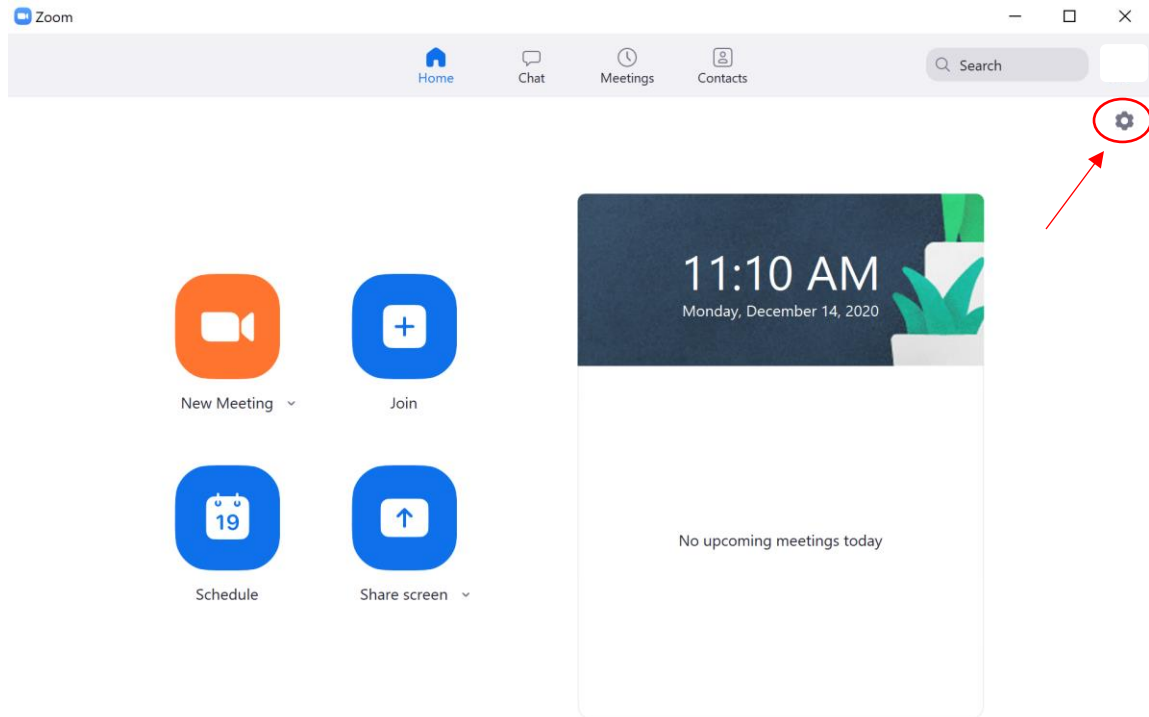 Zoom
Home
Chat
Meetings
Contacts
Search
11:10 AM
Monday, December 14, 2020
New Meeting
Join
19
Schedule
Share screen
No upcoming meetings today